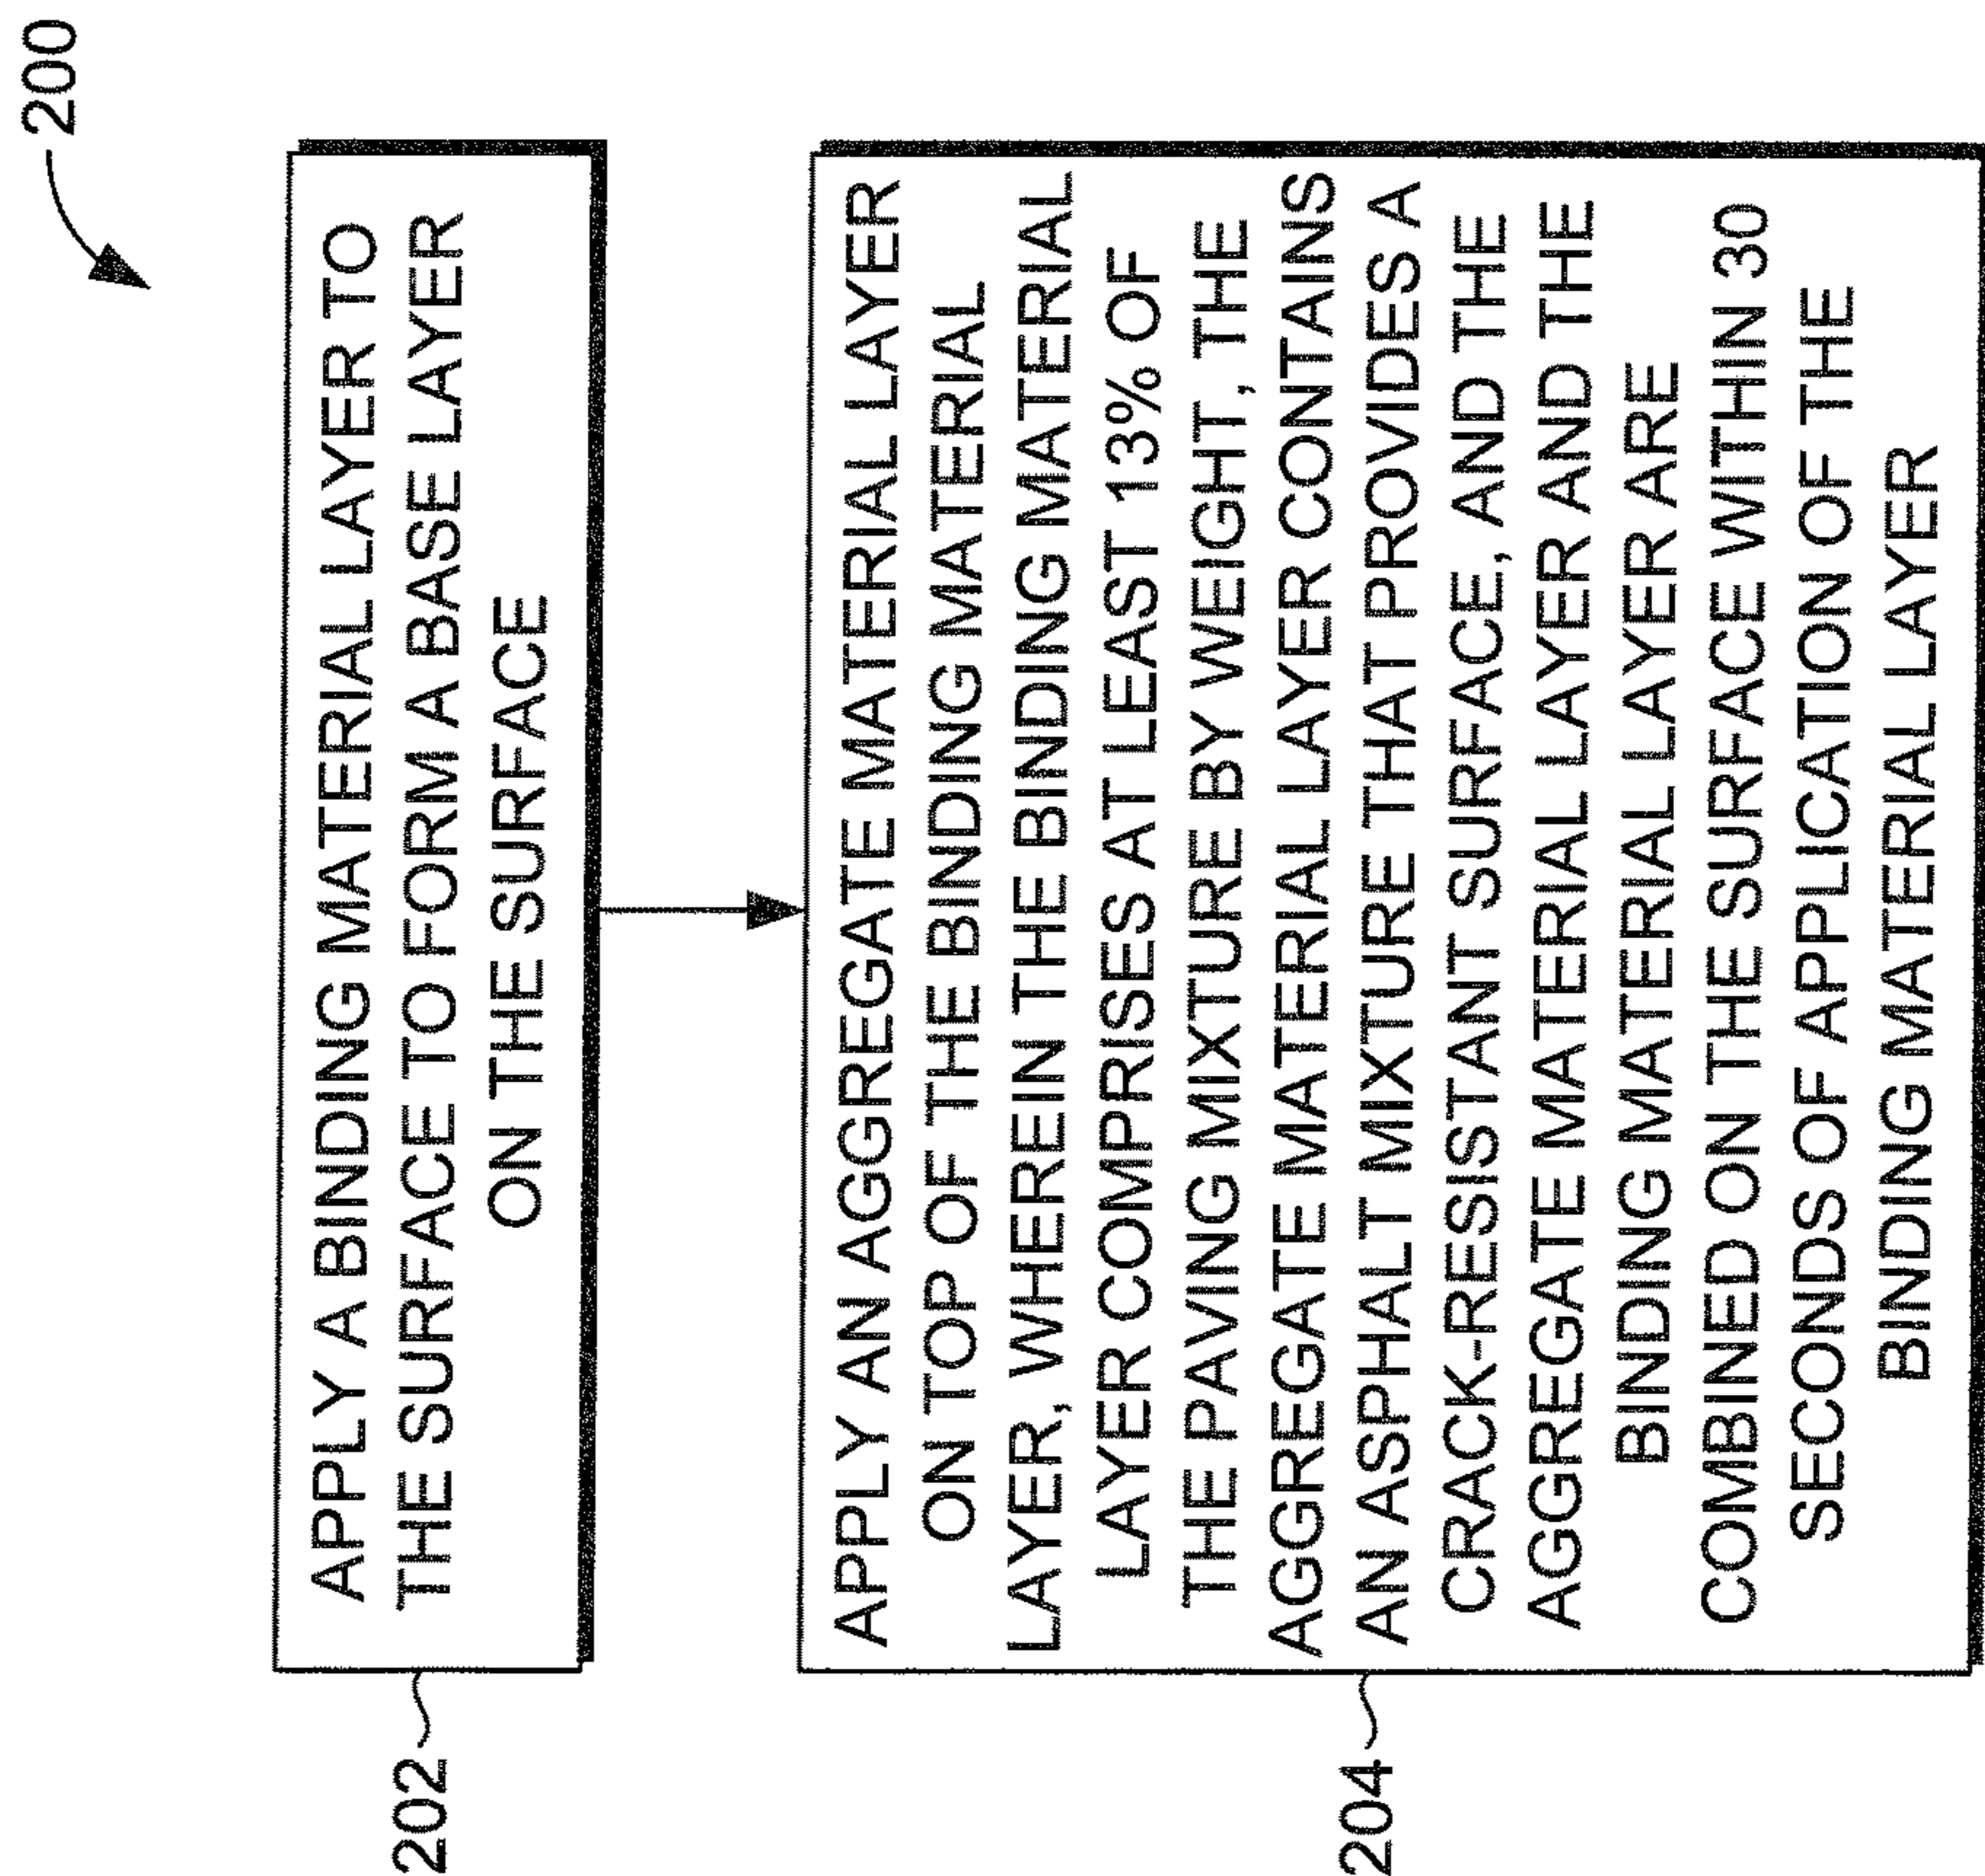 200
202
APPLY A BINDING MATERIAL LAYER TO
THE SURFACE TO FORM A BASE LAYER
ON THE SURFACE
204
APPLY AN AGGREGATE MATERIAL LAYER
ON TOP OF THE BINDING MATERIAL
LAYER, WHEREIN THE BINDING MATERIAL
LAYER COMPRISES AT LEAST 13% OF
THE PAVING MIXTURE BY WEIGHT, THE
AGGREGATE MATERIAL LAYER CONTAINS
AN ASPHALT MIXTURE THAT PROVIDES A
CRACK-RESISTANT SURFACE, AND THE
AGGREGATE MATERIAL LAYER AND THE
BINDING MATERIAL LAYER ARE
COMBINED ON THE SURFACE WITHIN 30
SECONDS OF APPLICATION OF THE
BINDING MATERIAL LAYER